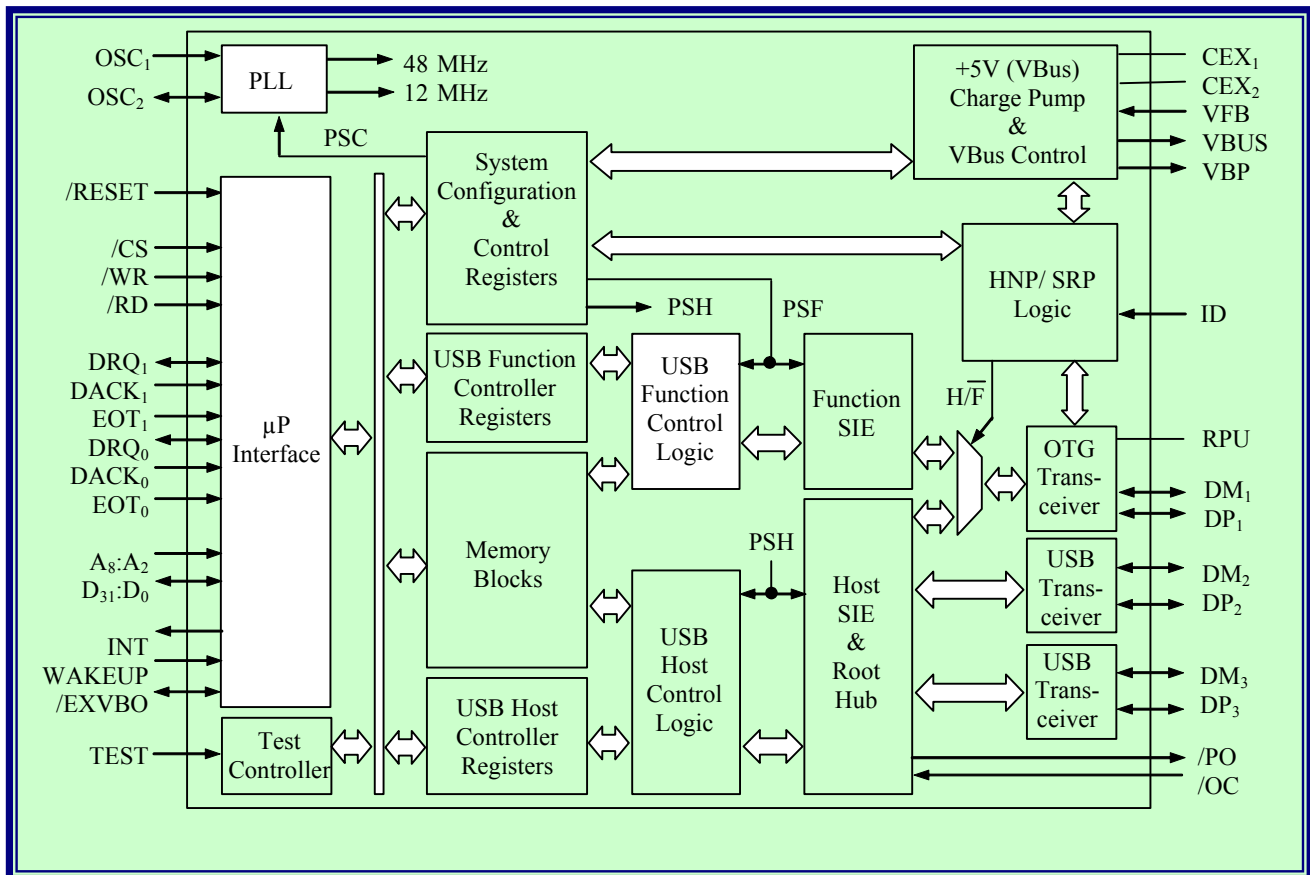 OSC₁
OSC₂
PLL
48 MHz
12 MHz
PSC
/RESET
/CS
/WR
/RD
DRQ₁
DACK₁
EOT₁
DRQ₀
DACK₀
EOT₀
A₈:A₂
D₃₁:D₀
INT
WAKEUP
/EXVBO
TEST
µP
Interface
Test
Controller
System
Configuration
&
Control
Registers
PSH
PSF
USB Function
Controller
Registers
Memory
Blocks
USB Host
Controller
Registers
USB
Function
Control
Logic
PSH
USB
Host
Control
Logic
Function
SIE
Host
SIE
&
Root
Hub
+5V (VBus)
Charge Pump
&
VBus Control
HNP/ SRP
Logic
H/F̅
OTG
Trans-
ceiver
USB
Trans-
ceiver
USB
Trans-
ceiver
CEX₁
CEX₂
VFB
VBUS
VBP
ID
RPU
DM₁
DP₁
DM₂
DP₂
DM₃
DP₃
/PO
/OC